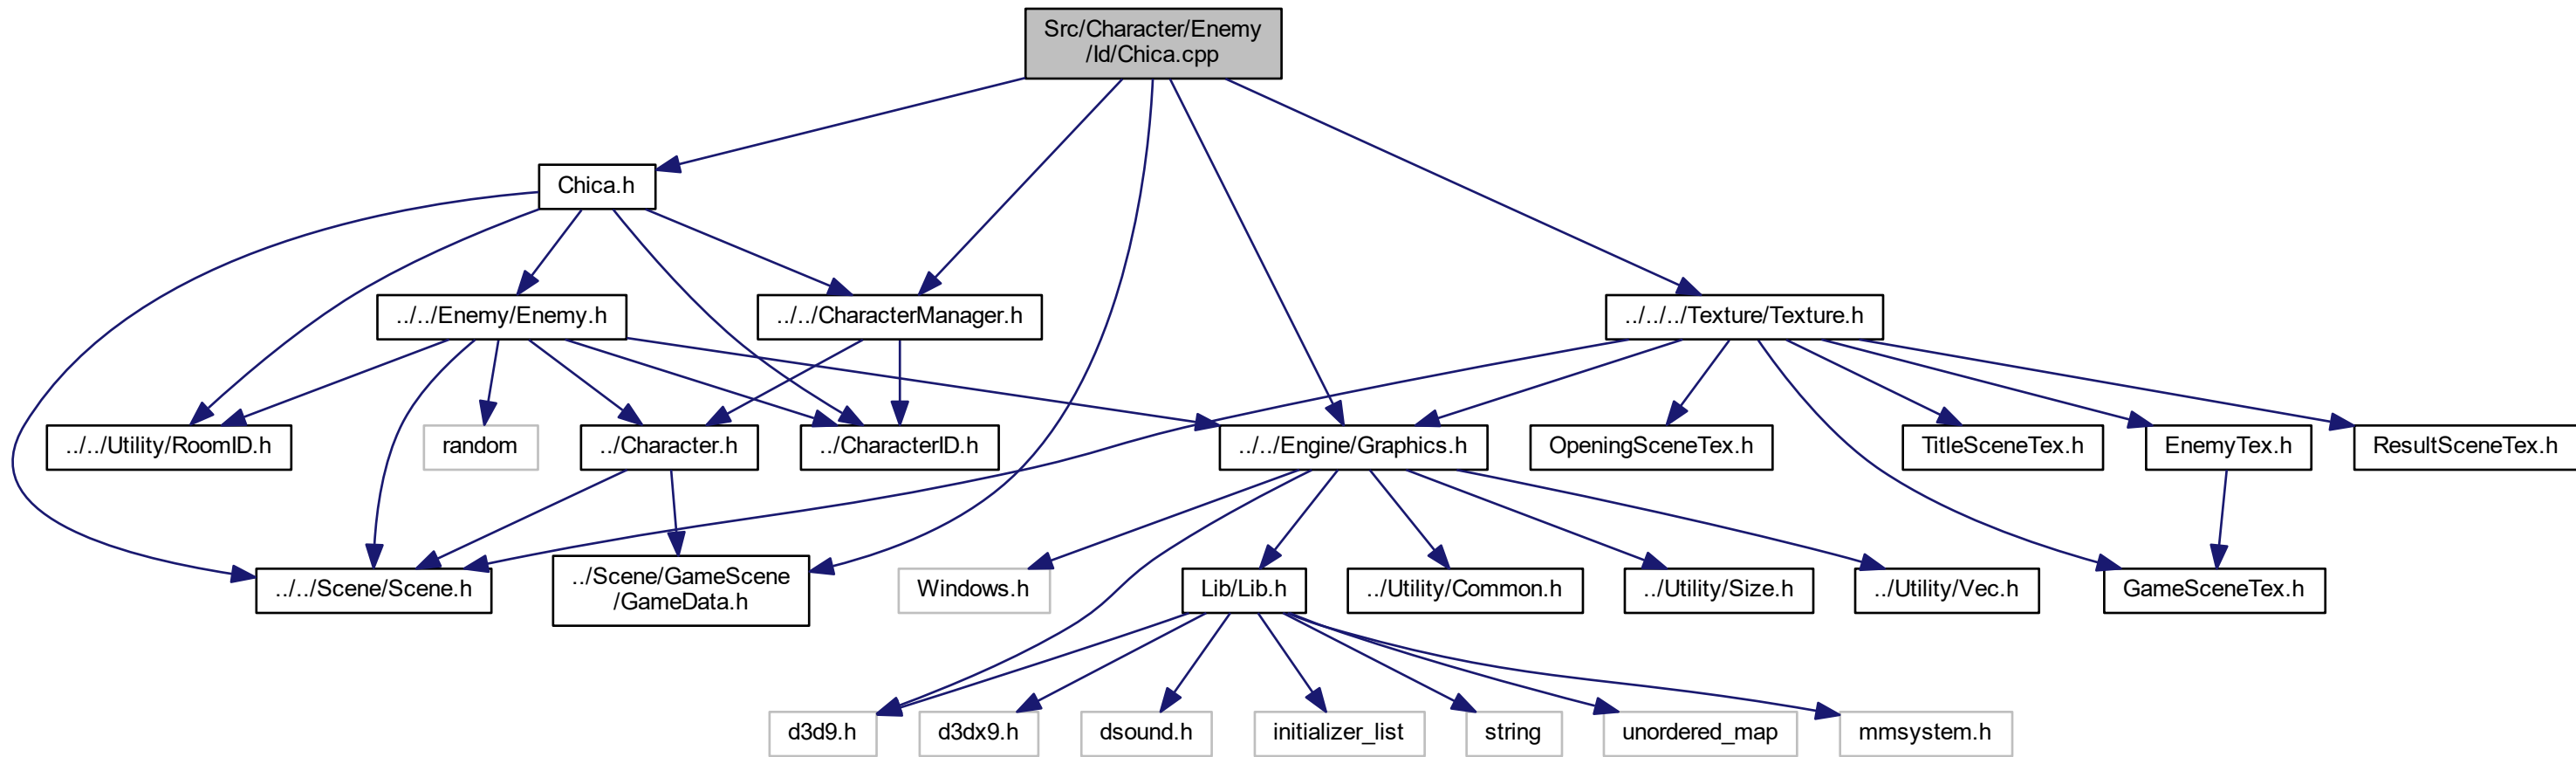 Src/Character/Enemy
/Id/Chica.cpp
Chica.h
../../Enemy/Enemy.h
../../CharacterManager.h
../../../Texture/Texture.h
../../Utility/RoomID.h
random
../Character.h
../CharacterID.h
../../Engine/Graphics.h
OpeningSceneTex.h
TitleSceneTex.h
EnemyTex.h
ResultSceneTex.h
../../Scene/Scene.h
../Scene/GameScene
/GameData.h
Windows.h
Lib/Lib.h
../Utility/Common.h
../Utility/Size.h
../Utility/Vec.h
GameSceneTex.h
d3d9.h
d3dx9.h
dsound.h
initializer_list
string
unordered_map
mmsystem.h